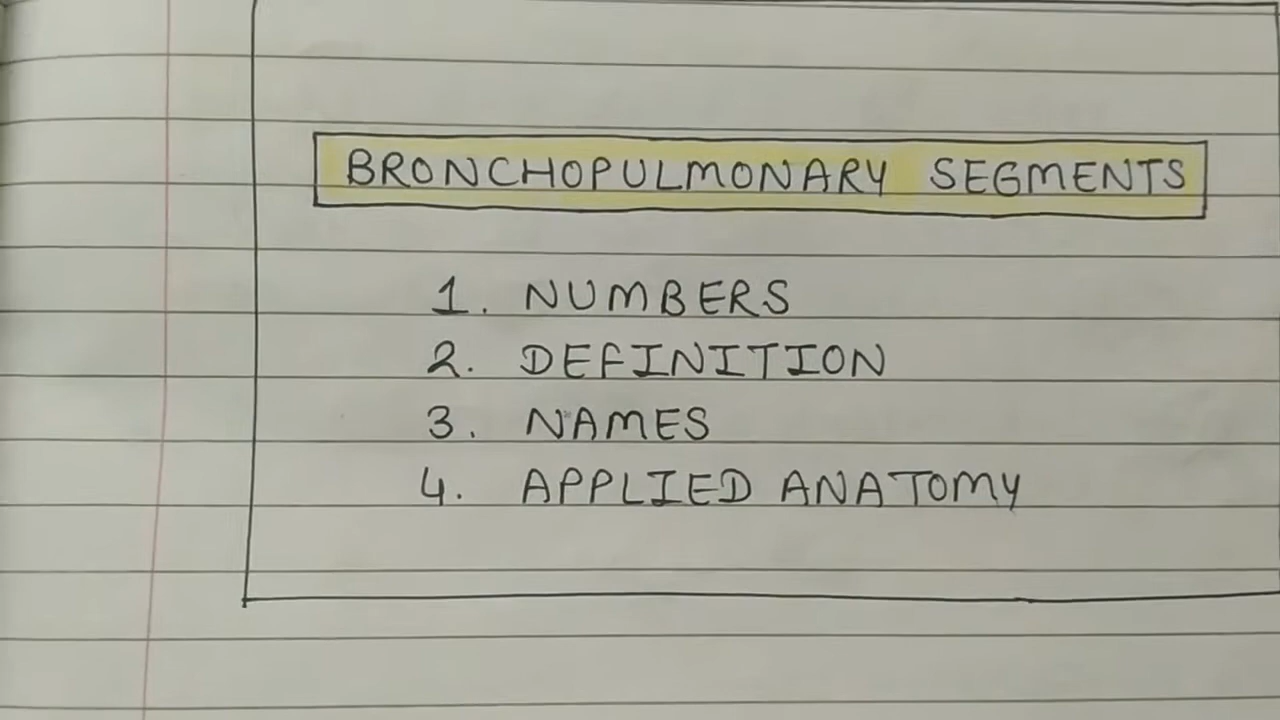 BRONCHOPULMONARY SEGMENTS
1. NUMBERS
2. DEFINITION
3. NAMES
4. APPLIED ANATOMY